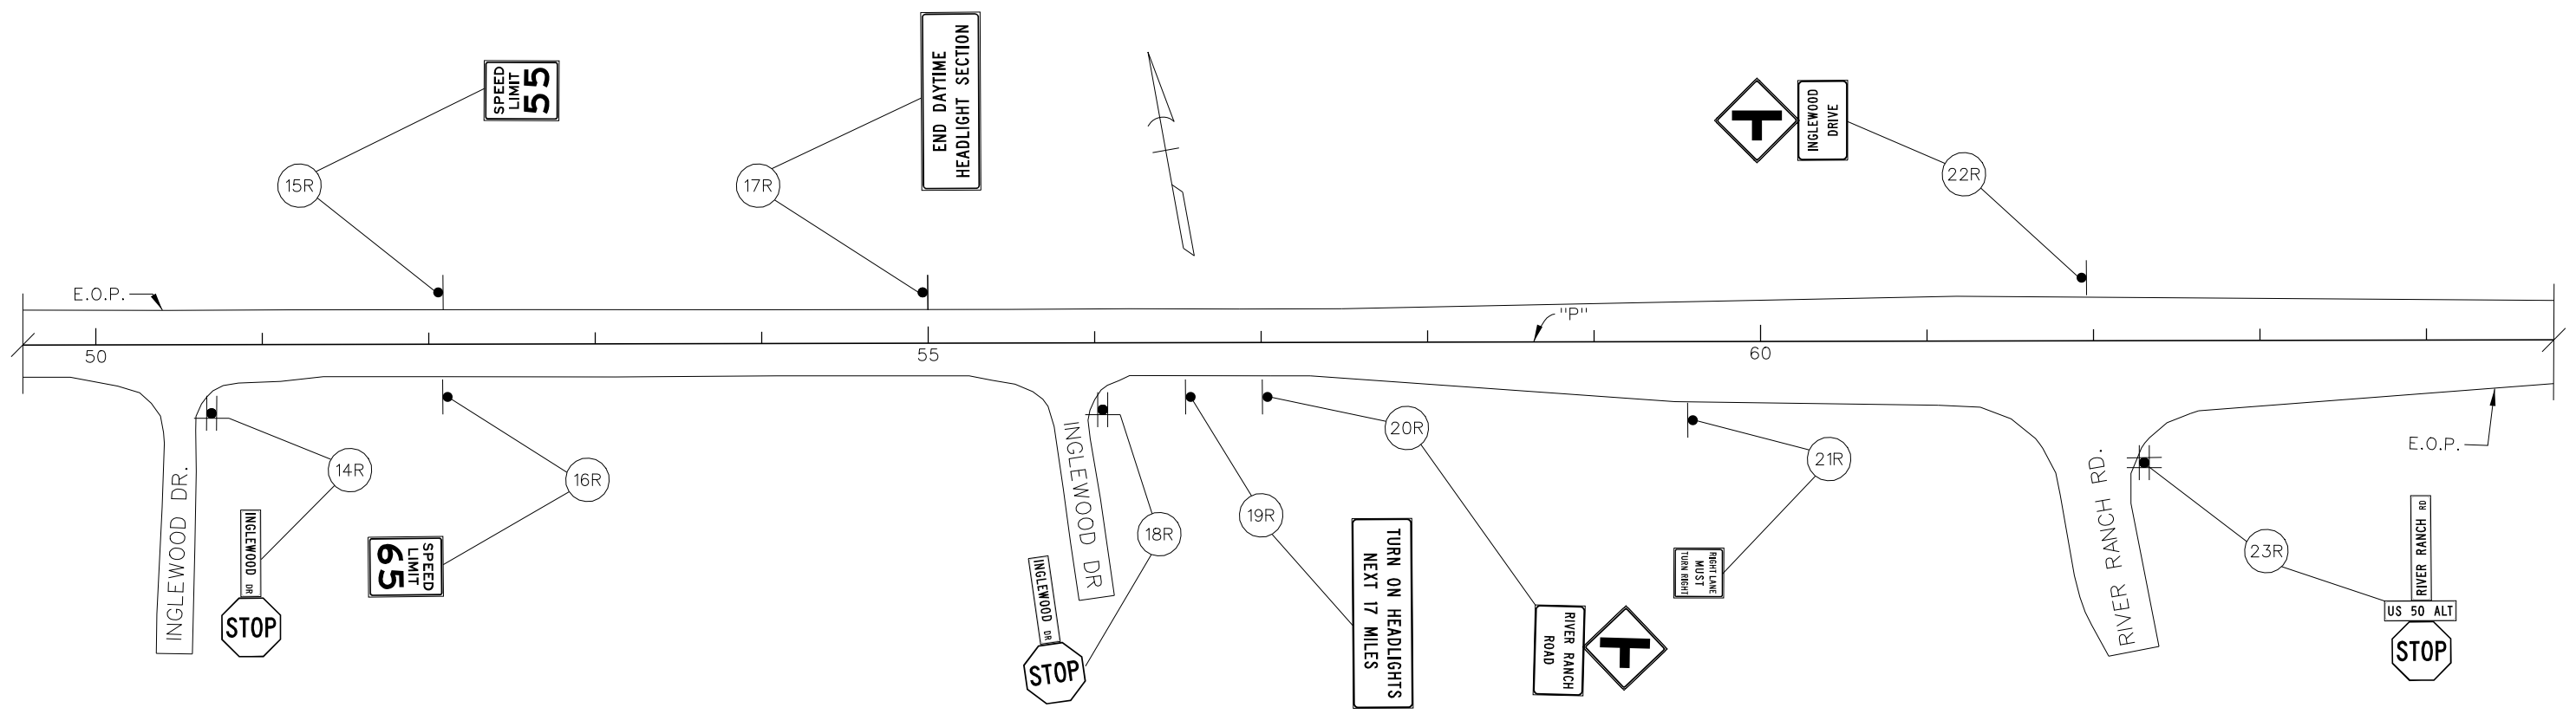 SPEED
LIMIT
55
15R
END DAYTIME
HEADLIGHT SECTION
17R
INGLEWOOD
DRIVE
22R
E.O.P.
"P"
50
55
60
INGLEWOOD DR.
14R
INGLEWOOD DR
STOP
16R
SPEED
LIMIT
65
INGLEWOOD DR
18R
INGLEWOOD DR
STOP
19R
TURN ON HEADLIGHTS
NEXT 17 MILES
20R
RIVER RANCH
ROAD
21R
RIGHT LANE
MUST
TURN RIGHT
RIVER RANCH RD.
E.O.P.
23R
RIVER RANCH RD
US 50 ALT
STOP